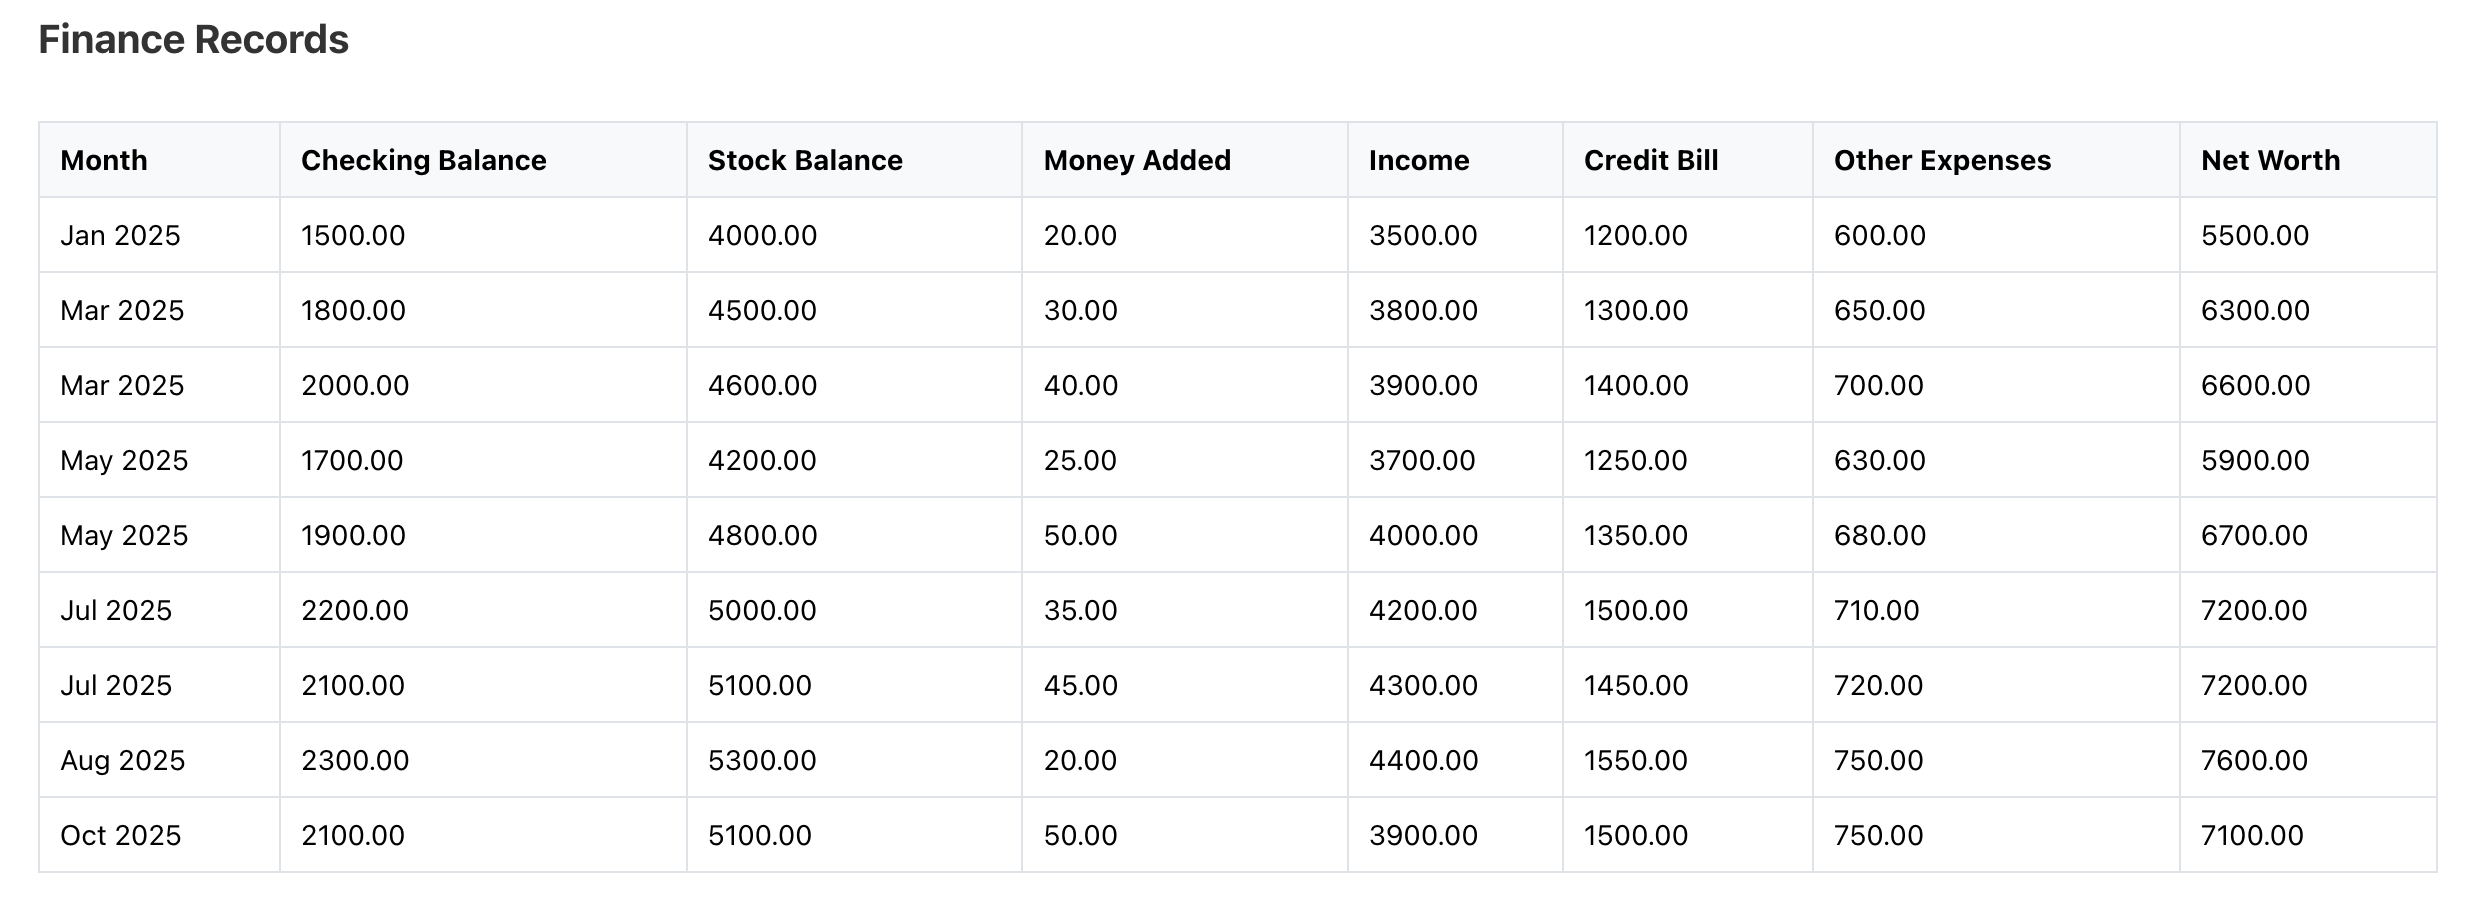 Finance Records
Month Checking Balance Stock Balance Money Added Income Credit Bill Other Expenses Net Worth
Jan 2025 1500.00 4000.00 20.00 3500.00 1200.00 600.00 5500.00
Mar 2025 1800.00 4500.00 30.00 3800.00 1300.00 650.00 6300.00
Mar 2025 2000.00 4600.00 40.00 3900.00 1400.00 700.00 6600.00
May 2025 1700.00 4200.00 25.00 3700.00 1250.00 630.00 5900.00
May 2025 1900.00 4800.00 50.00 4000.00 1350.00 680.00 6700.00
Jul 2025 2200.00 5000.00 35.00 4200.00 1500.00 710.00 7200.00
Jul 2025 2100.00 5100.00 45.00 4300.00 1450.00 720.00 7200.00
Aug 2025 2300.00 5300.00 20.00 4400.00 1550.00 750.00 7600.00
Oct 2025 2100.00 5100.00 50.00 3900.00 1500.00 750.00 7100.00